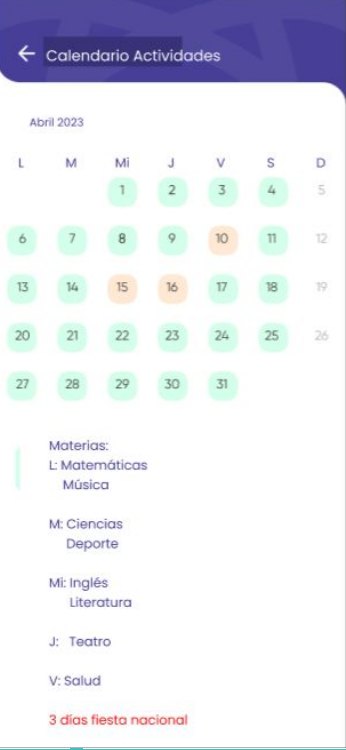 Calendario Actividades
Abril 2023
L M Mi J V S D
1 2 3 4 5
6 7 8 9 10 11 12
13 14 15 16 17 18 19
20 21 22 23 24 25 26
27 28 29 30 31
Materias:
L: Matemáticas
Música
M: Ciencias
Deporte
Mi: Inglés
Literatura
J: Teatro
V: Salud
3 días fiesta nacional